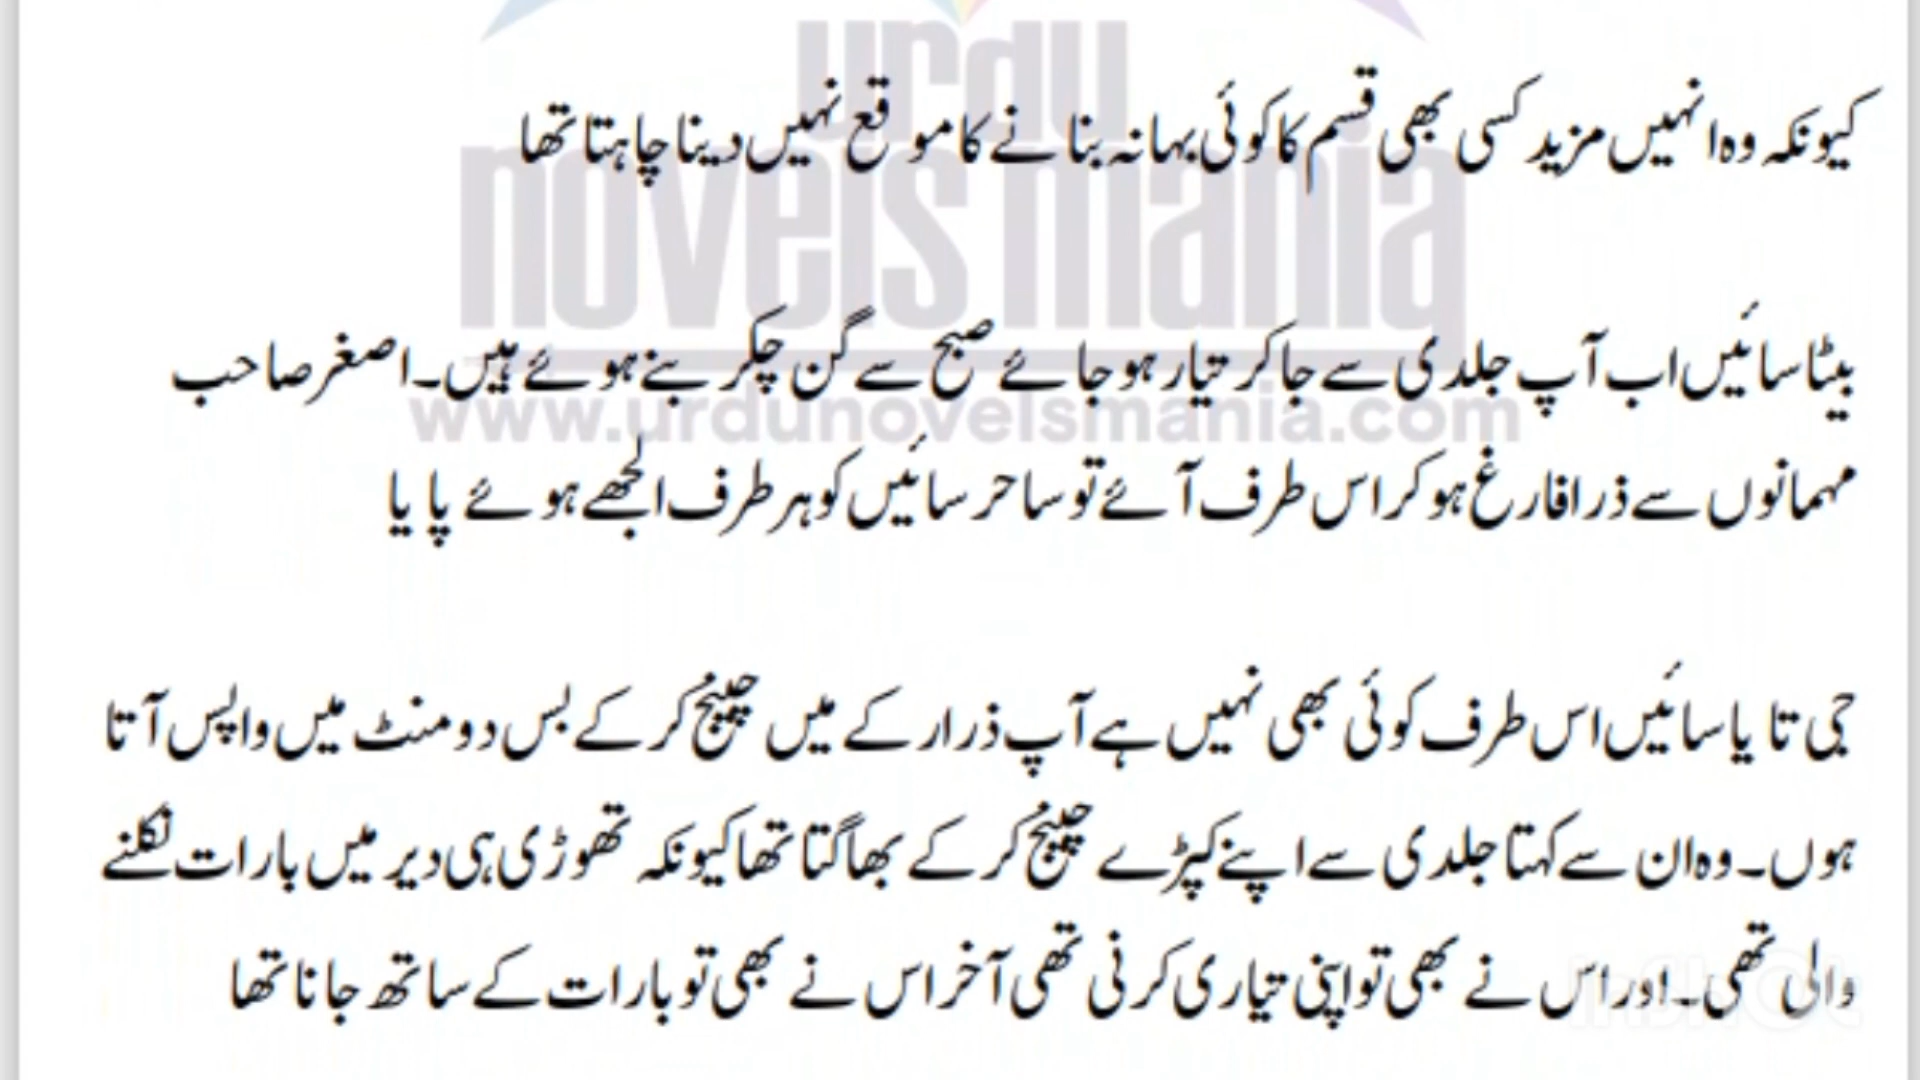 urdu
novels mania
www.urdunovelsmania.com
کیونکہ وہ انہیں مزید کسی بھی قسم کا کوئی بہانہ بنانے کا موقع نہیں دینا چاہتا تھا
بیٹا سائیں اب آپ جلدی سے جا کر تیار ہو جائے صبح سے گن چکر بنے ہوئے ہیں۔ اصغر صاحب
مہمانوں سے ذرا فارغ ہو کر اس طرف آئے تو ساحر سائیں کو ہر طرف الجھے ہوئے پایا
جی تایا سائیں اس طرف کوئی بھی نہیں ہے آپ ذرا رکے میں چینج کر کے بس دو منٹ میں واپس آتا
ہوں۔ وہ ان سے کہتا جلدی سے اپنے کپڑے چینج کر کے بھاگتا تھا کیونکہ تھوڑی ہی دیر میں بارات نکلنے
والی تھی۔ اور اس نے بھی تو اپنی تیاری کرنی تھی آخر اس نے بھی تو بارات کے ساتھ جانا تھا
InShOt